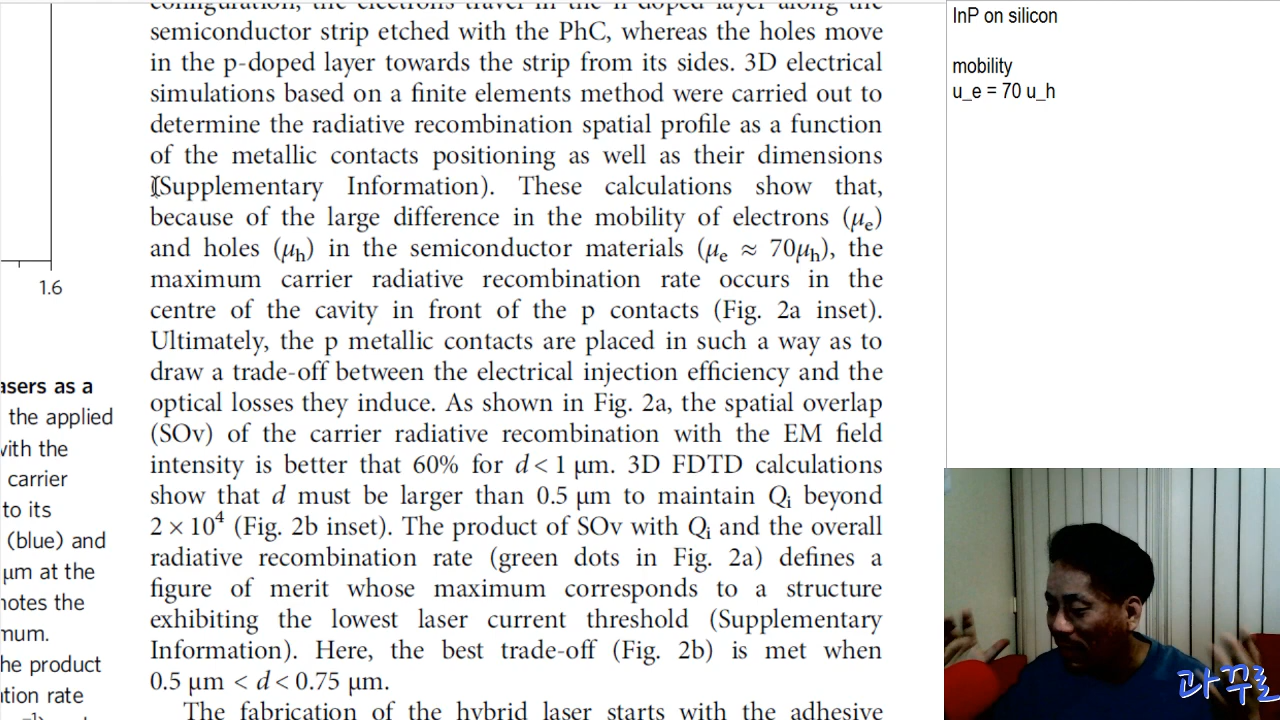 configuration, the electrons travel in the n-doped layer along the
semiconductor strip etched with the PhC, whereas the holes move
in the p-doped layer towards the strip from its sides. 3D electrical
simulations based on a finite elements method were carried out to
determine the radiative recombination spatial profile as a function
of the metallic contacts positioning as well as their dimensions
(Supplementary Information). These calculations show that,
because of the large difference in the mobility of electrons (μe)
and holes (μh) in the semiconductor materials (μe ≈ 70μh), the
maximum carrier radiative recombination rate occurs in the
centre of the cavity in front of the p contacts (Fig. 2a inset).
Ultimately, the p metallic contacts are placed in such a way as to
draw a trade-off between the electrical injection efficiency and the
optical losses they induce. As shown in Fig. 2a, the spatial overlap
(SOv) of the carrier radiative recombination with the EM field
intensity is better that 60% for d < 1 μm. 3D FDTD calculations
show that d must be larger than 0.5 μm to maintain Qi beyond
2 × 10⁴ (Fig. 2b inset). The product of SOv with Qi and the overall
radiative recombination rate (green dots in Fig. 2a) defines a
figure of merit whose maximum corresponds to a structure
exhibiting the lowest laser current threshold (Supplementary
Information). Here, the best trade-off (Fig. 2b) is met when
0.5 μm < d < 0.75 μm.
The fabrication of the hybrid laser starts with the adhesive
1.6
asers as a
the applied
with the
carrier
to its
(blue) and
μm at the
notes the
mum.
he product
ation rate
InP on silicon
mobility
u_e = 70 u_h
과꾸로